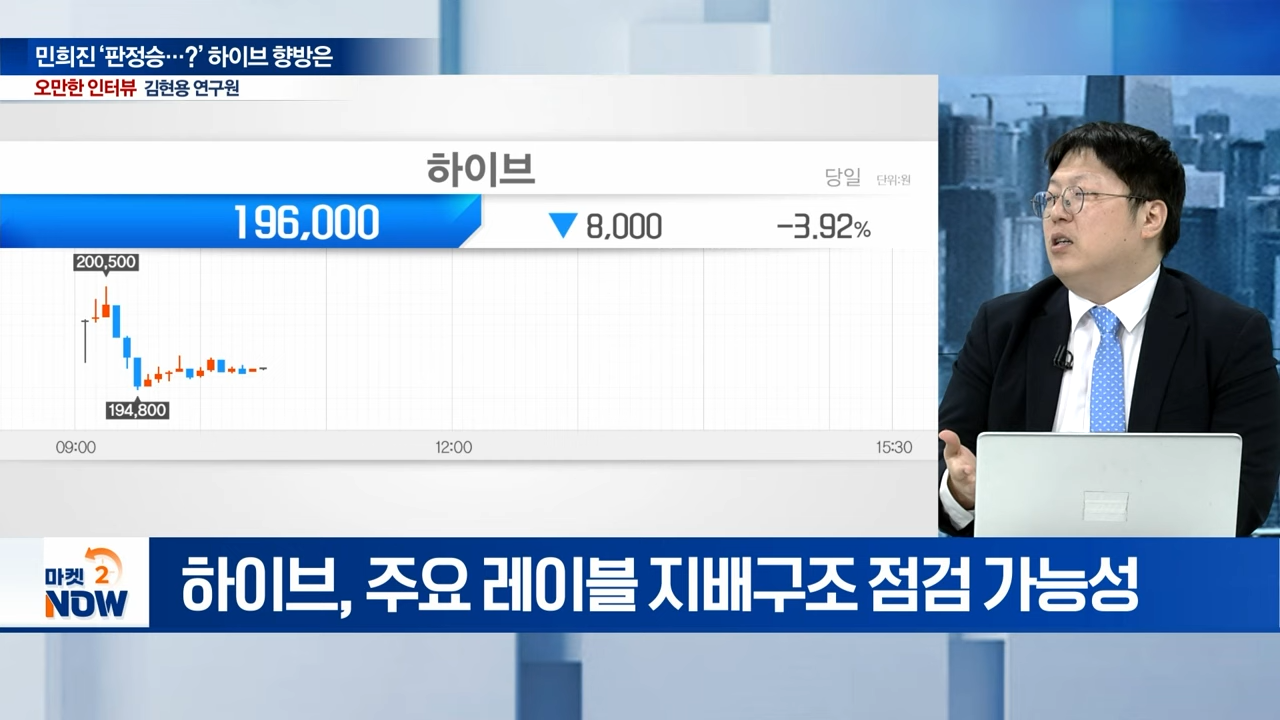 민희진 ‘판정승…?’ 하이브 향방은
오만한 인터뷰 김현용 연구원
하이브
당일 단위:원
196,000 ▼ 8,000 -3.92%
200,500
194,800
09:00 12:00 15:30
마켓 2
NOW
하이브, 주요 레이블 지배구조 점검 가능성